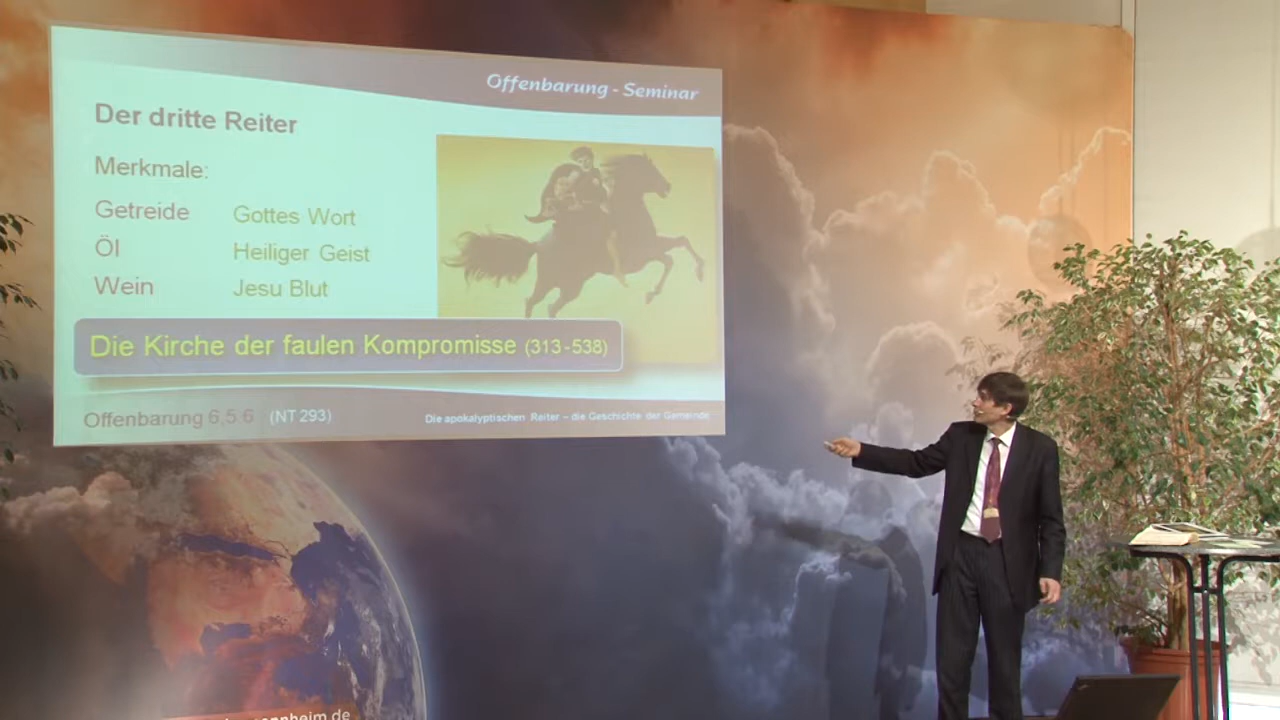 Offenbarung - Seminar
Der dritte Reiter
Merkmale:
Getreide Gottes Wort
Öl Heiliger Geist
Wein Jesu Blut
Die Kirche der faulen Kompromisse (313-538)
Offenbarung 6,5.6 (NT 293) Die apokalyptischen Reiter – die Geschichte der Gemeinde